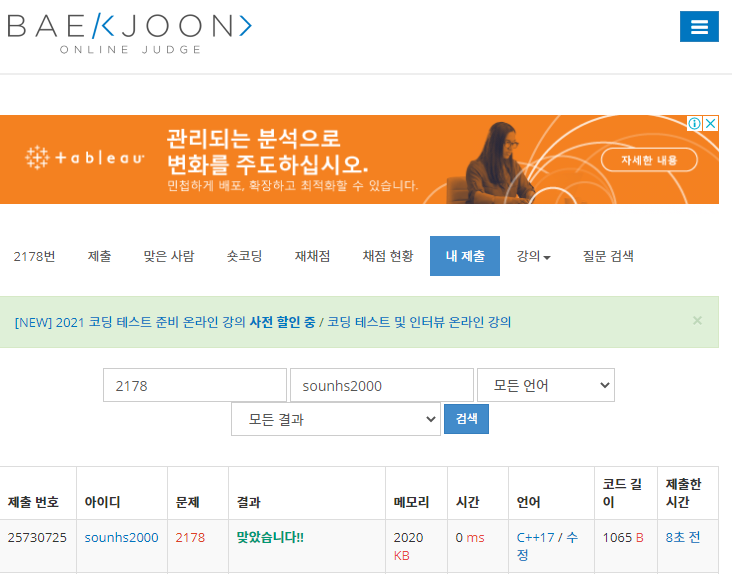 BAEKJOON>
ONLINE JUDGE
관리되는 분석으로
+ableau
변화를 주도하십시오.
민첩하게 배포, 확장하고 최적화할 수 있습니다.
자세한 내용
2178번 제출 맞은 사람 숏코딩 재채점 채점 현황 내 제출 강의 질문 검색
[NEW] 2021 코딩 테스트 준비 온라인 강의 사전 할인 중 / 코딩 테스트 및 인터뷰 온라인 강의 ×
2178 sounhs2000 모든 언어
모든 결과 검색
제출 번호 아이디 문제 결과 메모리 시간 언어 코드 길이 제출한 시간
25730725 sounhs2000 2178 맞았습니다!! 2020 KB 0 ms C++17 / 수정 1065 B 8초 전